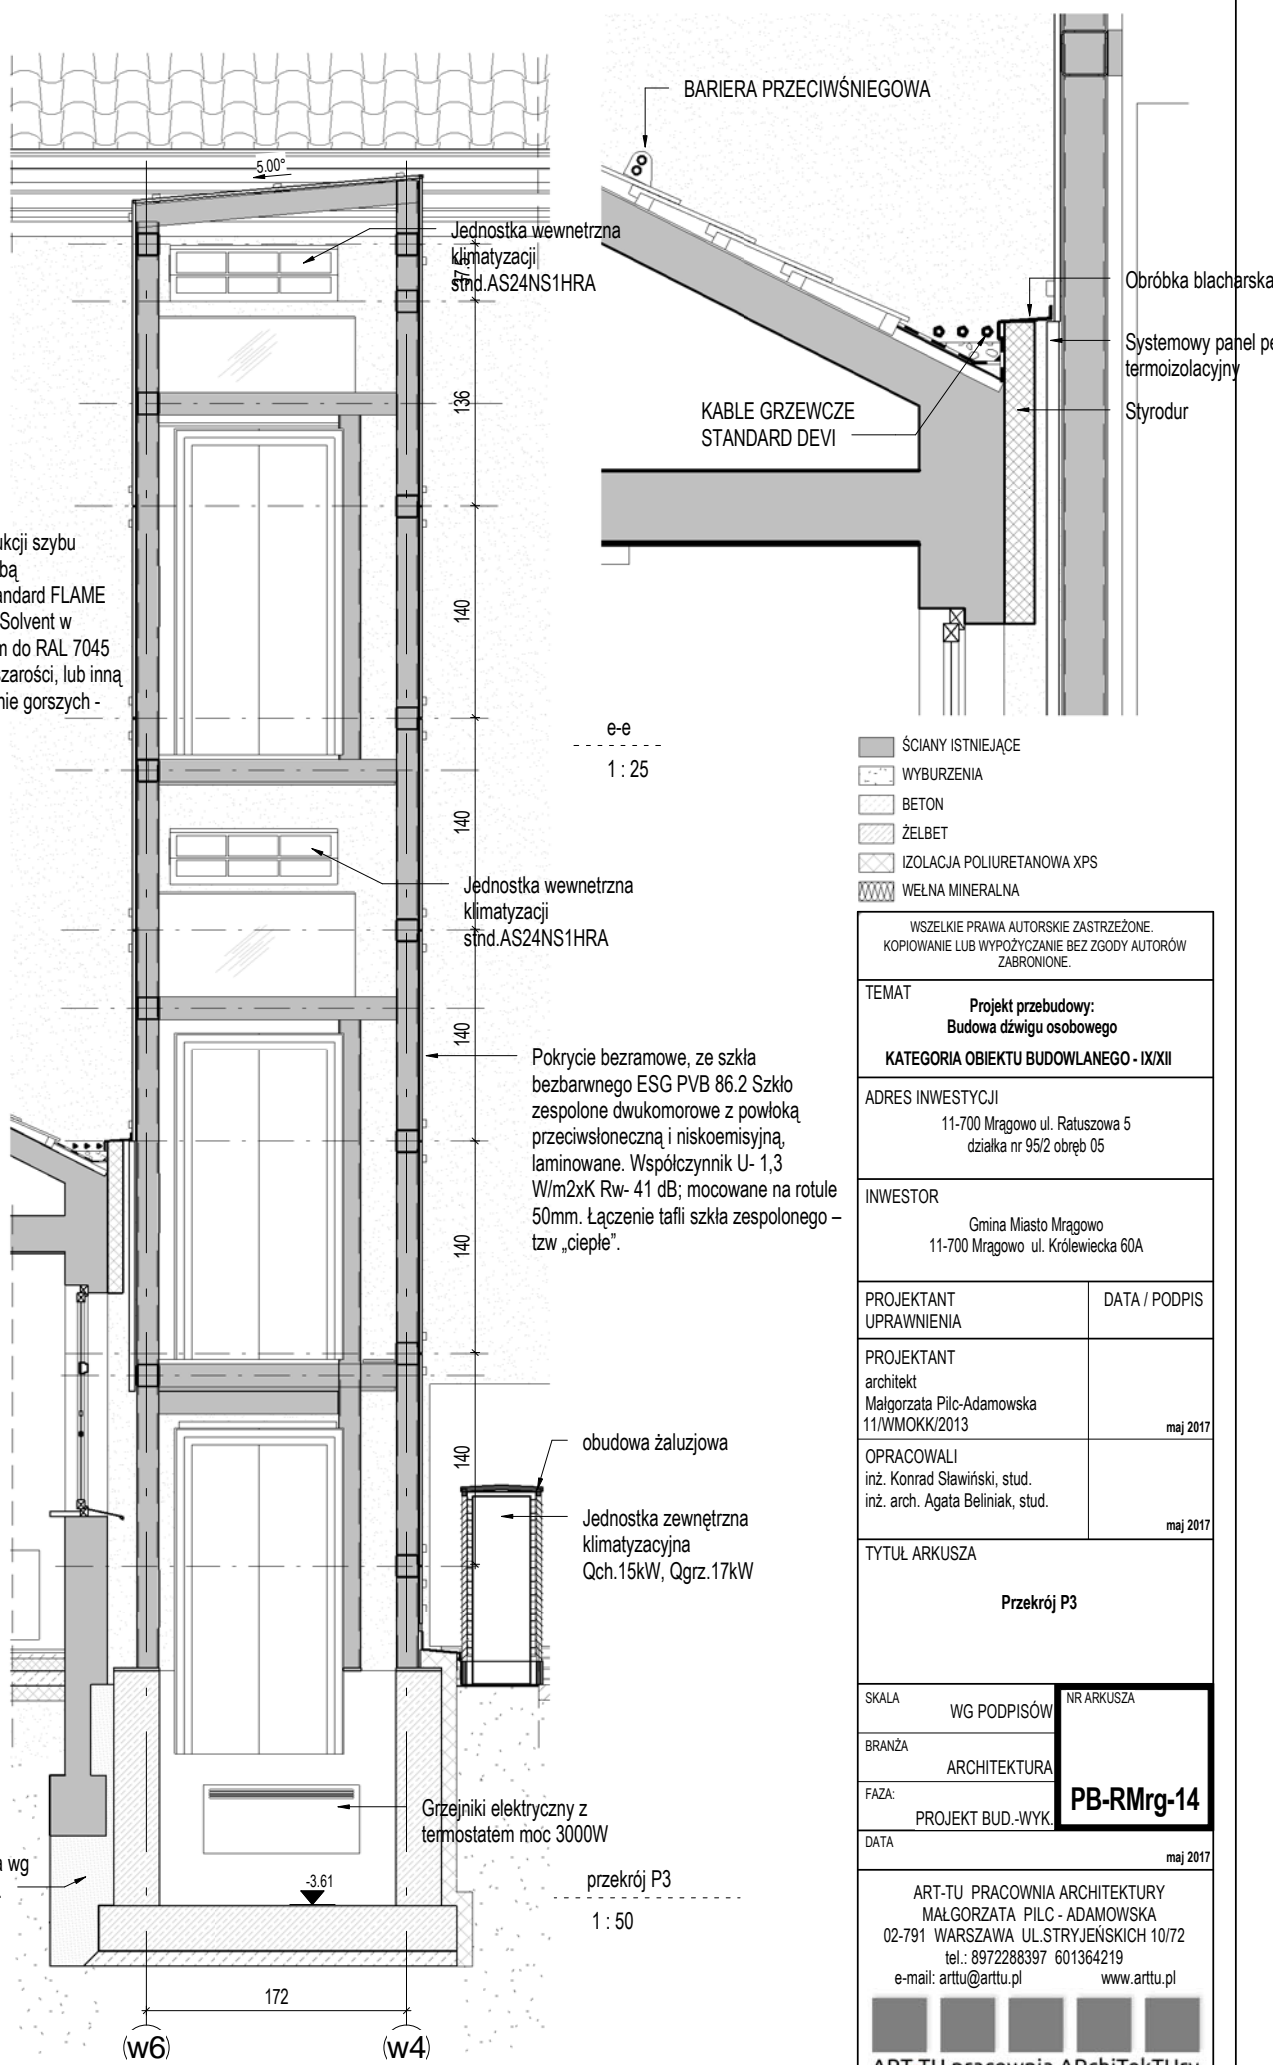 BARIERA PRZECIWŚNIEGOWA
5.00°
Jednostka wewnetrzna
klimatyzacji
stnd.AS24NS1HRA
Obróbka blacharska
Systemowy panel
termoizolacyjny
Styrodur
KABLE GRZEWCZE
STANDARD DEVI
136
140
140
140
140
140
szybu
FLAME
Solvent w
do RAL 7045
szarości, lub inną
nie gorszych -
e-e
1 : 25
ŚCIANY ISTNIEJĄCE
WYBURZENIA
BETON
ŻELBET
IZOLACJA POLIURETANOWA XPS
WEŁNA MINERALNA
Jednostka wewnetrzna
klimatyzacji
stnd.AS24NS1HRA
Pokrycie bezramowe, ze szkła
bezbarwnego ESG PVB 86.2 Szkło
zespolone dwukomorowe z powłoką
przeciwsłoneczną i niskoemisyjną,
laminowane. Współczynnik U- 1,3
W/m2xK Rw- 41 dB; mocowane na rotule
50mm. Łączenie tafli szkła zespolonego –
tzw „ciepłe”.
obudowa żaluzjowa
Jednostka zewnętrzna
klimatyzacyjna
Qch.15kW, Qgrz.17kW
Grzejniki elektryczny z
termostatem moc 3000W
wg
-3.61
przekrój P3
1 : 50
172
w6
w4
WSZELKIE PRAWA AUTORSKIE ZASTRZEŻONE.
KOPIOWANIE LUB WYPOŻYCZANIE BEZ ZGODY AUTORÓW
ZABRONIONE.
TEMAT
Projekt przebudowy:
Budowa dźwigu osobowego
KATEGORIA OBIEKTU BUDOWLANEGO - IX/XII
ADRES INWESTYCJI
11-700 Mrągowo ul. Ratuszowa 5
działka nr 95/2 obręb 05
INWESTOR
Gmina Miasto Mrągowo
11-700 Mrągowo ul. Królewiecka 60A
PROJEKTANT
UPRAWNIENIA
DATA / PODPIS
PROJEKTANT
architekt
Małgorzata Pilc-Adamowska
11/WMOKK/2013
maj 2017
OPRACOWALI
inż. Konrad Sławiński, stud.
inż. arch. Agata Beliniak, stud.
maj 2017
TYTUŁ ARKUSZA
Przekrój P3
SKALA
WG PODPISÓW
NR ARKUSZA
BRANŻA
ARCHITEKTURA
FAZA:
PROJEKT BUD.-WYK.
PB-RMrg-14
DATA
maj 2017
ART-TU PRACOWNIA ARCHITEKTURY
MAŁGORZATA PILC - ADAMOWSKA
02-791 WARSZAWA UL.STRYJEŃSKICH 10/72
tel.: 8972288397 601364219
e-mail: arttu@arttu.pl www.arttu.pl
ART-TU pracownia ARchiTekTUry